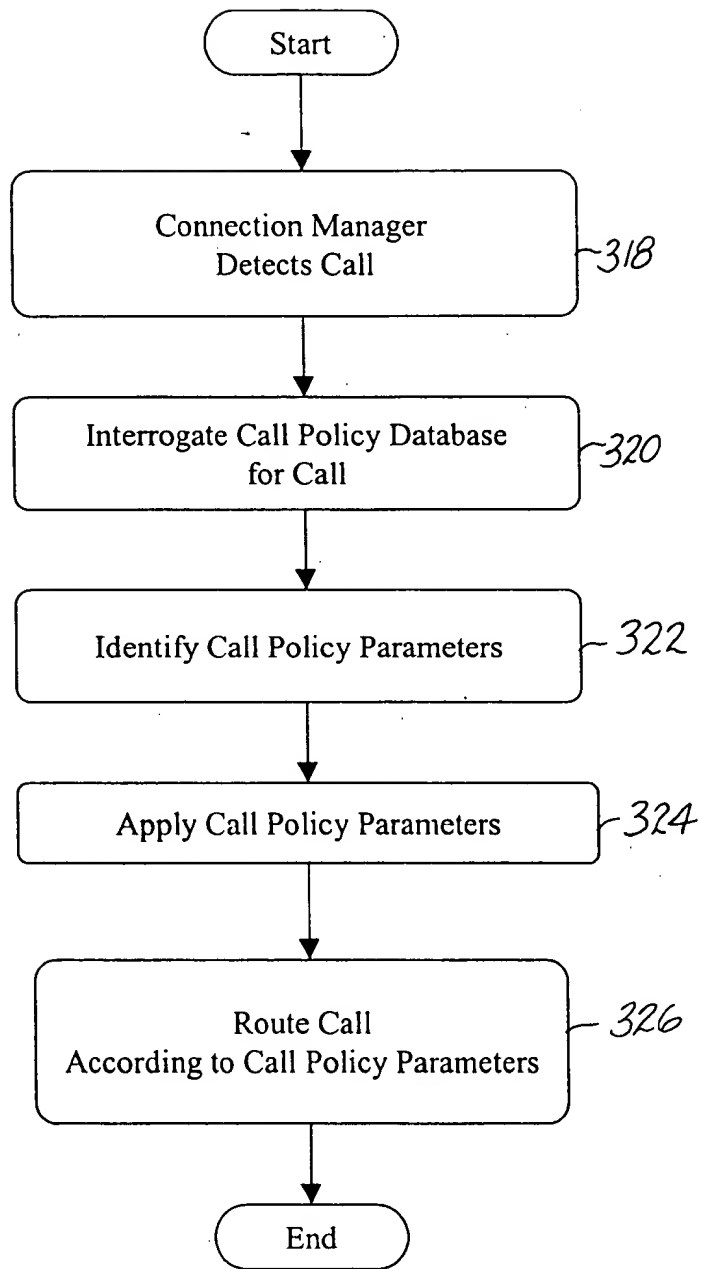 Start
Connection Manager
Detects Call
318
Interrogate Call Policy Database
for Call
320
Identify Call Policy Parameters
322
Apply Call Policy Parameters
324
Route Call
According to Call Policy Parameters
326
End